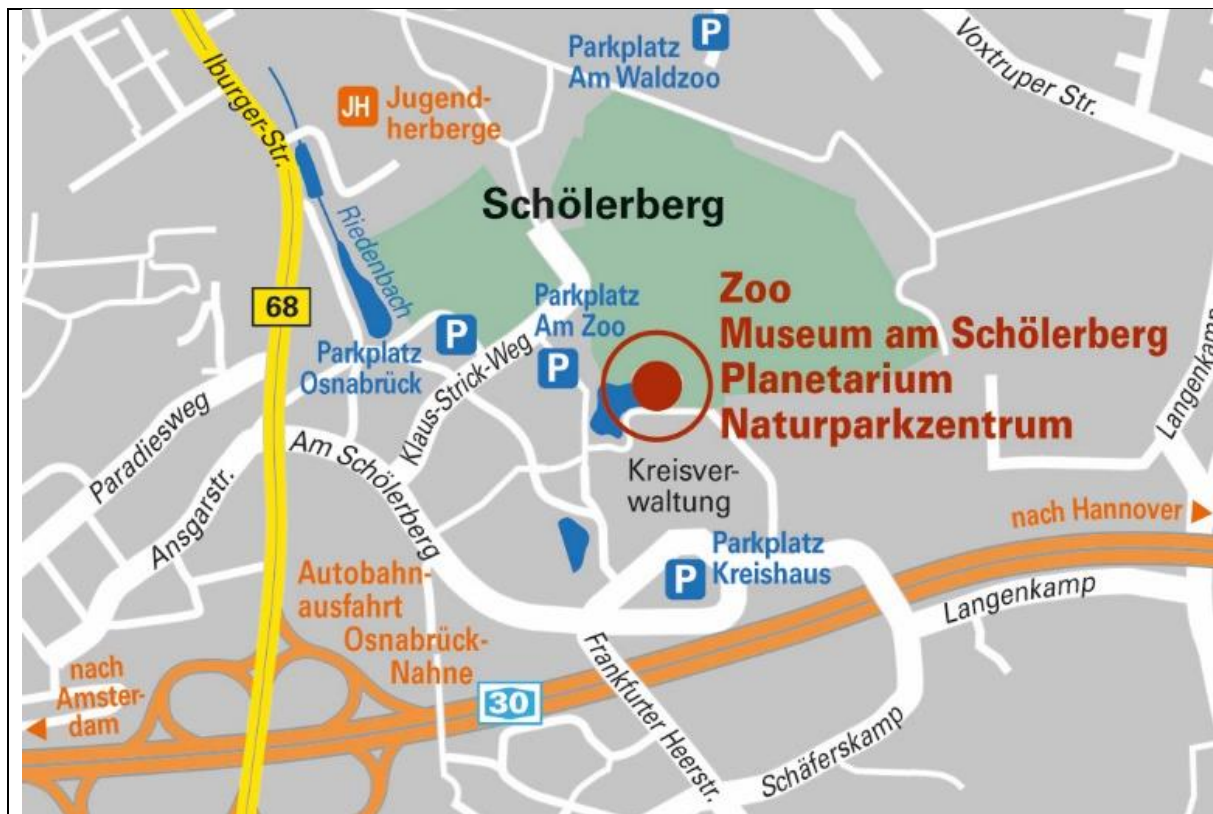 P
Parkplatz
Am Waldzoo
Voxtruper Str.
Iburger-Str.
JH
Jugend-
herberge
Schölerberg
Riedenbach
68
Parkplatz
Osnabrück
P
Parkplatz
Am Zoo
P
Klaus-Strick-Weg
Zoo
Museum am Schölerberg
Planetarium
Naturparkzentrum
Langenkamp
Paradiesweg
Ansgarstr.
Am Schölerberg
Kreisver-
waltung
nach Hannover
Parkplatz
Kreishaus
P
Langenkamp
Autobahn-
ausfahrt
Osnabrück-
Nahne
nach
Amster-
dam
30
Frankfurter Heerstr.
Schäferskamp